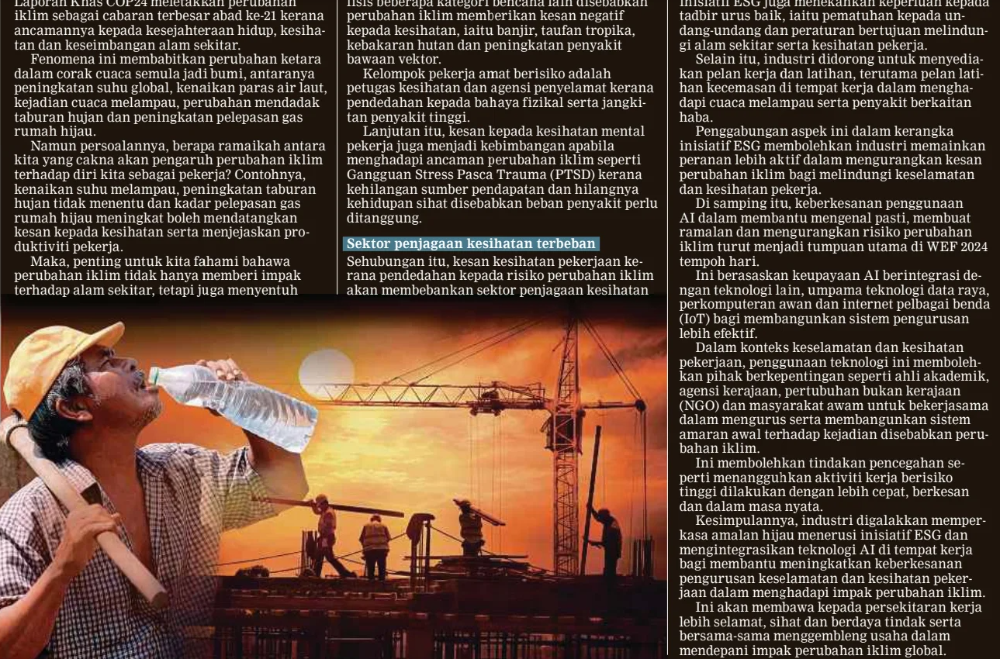 Laporan Khas COP24 meletakkan perubahan
iklim sebagai cabaran terbesar abad ke-21 kerana
ancamannya kepada kesejahteraan hidup, kesiha-
tan dan keseimbangan alam sekitar.
Fenomena ini membabitkan perubahan ketara
dalam corak cuaca semula jadi bumi, antaranya
peningkatan suhu global, kenaikan paras air laut,
kejadian cuaca melampau, perubahan mendadak
taburan hujan dan peningkatan pelepasan gas
rumah hijau.
Namun persoalannya, berapa ramaikah antara
kita yang cakna akan pengaruh perubahan iklim
terhadap diri kita sebagai pekerja? Contohnya,
kenaikan suhu melampau, peningkatan taburan
hujan tidak menentu dan kadar pelepasan gas
rumah hijau meningkat boleh mendatangkan
kesan kepada kesihatan serta menjejaskan pro-
duktiviti pekerja.
Maka, penting untuk kita fahami bahawa
perubahan iklim tidak hanya memberi impak
terhadap alam sekitar, tetapi juga menyentuh
lisis beberapa kategori bencana lain disebabkan
perubahan iklim memberikan kesan negatif
kepada kesihatan, iaitu banjir, taufan tropika,
kebakaran hutan dan peningkatan penyakit
bawaan vektor.
Kelompok pekerja amat berisiko adalah
petugas kesihatan dan agensi penyelamat kerana
pendedahan kepada bahaya fizikal serta jangki-
tan penyakit tinggi.
Lanjutan itu, kesan kepada kesihatan mental
pekerja juga menjadi kebimbangan apabila
menghadapi ancaman perubahan iklim seperti
Gangguan Stress Pasca Trauma (PTSD) kerana
kehilangan sumber pendapatan dan hilangnya
kehidupan sihat disebabkan beban penyakit perlu
ditanggung.
Sektor penjagaan kesihatan terbeban
Sehubungan itu, kesan kesihatan pekerjaan ke-
rana pendedahan kepada risiko perubahan iklim
akan membebankan sektor penjagaan kesihatan
inisiatif ESG juga menekankan keperluan kepada
tadbir urus baik, iaitu pematuhan kepada un-
dang-undang dan peraturan bertujuan melindun-
gi alam sekitar serta kesihatan pekerja.
Selain itu, industri didorong untuk menyedia-
kan pelan kerja dan latihan, terutama pelan lati-
han kecemasan di tempat kerja dalam mengha-
dapi cuaca melampau serta penyakit berkaitan
haba.
Penggabungan aspek ini dalam kerangka
inisiatif ESG membolehkan industri memainkan
peranan lebih aktif dalam mengurangkan kesan
perubahan iklim bagi melindungi keselamatan
dan kesihatan pekerja.
Di samping itu, keberkesanan penggunaan
AI dalam membantu mengenal pasti, membuat
ramalan dan mengurangkan risiko perubahan
iklim turut menjadi tumpuan utama di WEF 2024
tempoh hari.
Ini berasaskan keupayaan AI berintegrasi de-
ngan teknologi lain, umpama teknologi data raya,
perkomputeran awan dan internet pelbagai benda
(IoT) bagi membangunkan sistem pengurusan
lebih efektif.
Dalam konteks keselamatan dan kesihatan
pekerjaan, penggunaan teknologi ini memboleh-
kan pihak berkepentingan seperti ahli akademik,
agensi kerajaan, pertubuhan bukan kerajaan
(NGO) dan masyarakat awam untuk bekerjasama
dalam mengurus serta membangunkan sistem
amaran awal terhadap kejadian disebabkan peru-
bahan iklim.
Ini membolehkan tindakan pencegahan se-
perti menangguhkan aktiviti kerja berisiko
tinggi dilakukan dengan lebih cepat, berkesan
dan dalam masa nyata.
Kesimpulannya, industri digalakkan memper-
kasa amalan hijau menerusi inisiatif ESG dan
mengintegrasikan teknologi AI di tempat kerja
bagi membantu meningkatkan keberkesanan
pengurusan keselamatan dan kesihatan peker-
jaan dalam menghadapi impak perubahan iklim.
Ini akan membawa kepada persekitaran kerja
lebih selamat, sihat dan berdaya tindak serta
bersama-sama menggembleng usaha dalam
mendepani impak perubahan iklim global.